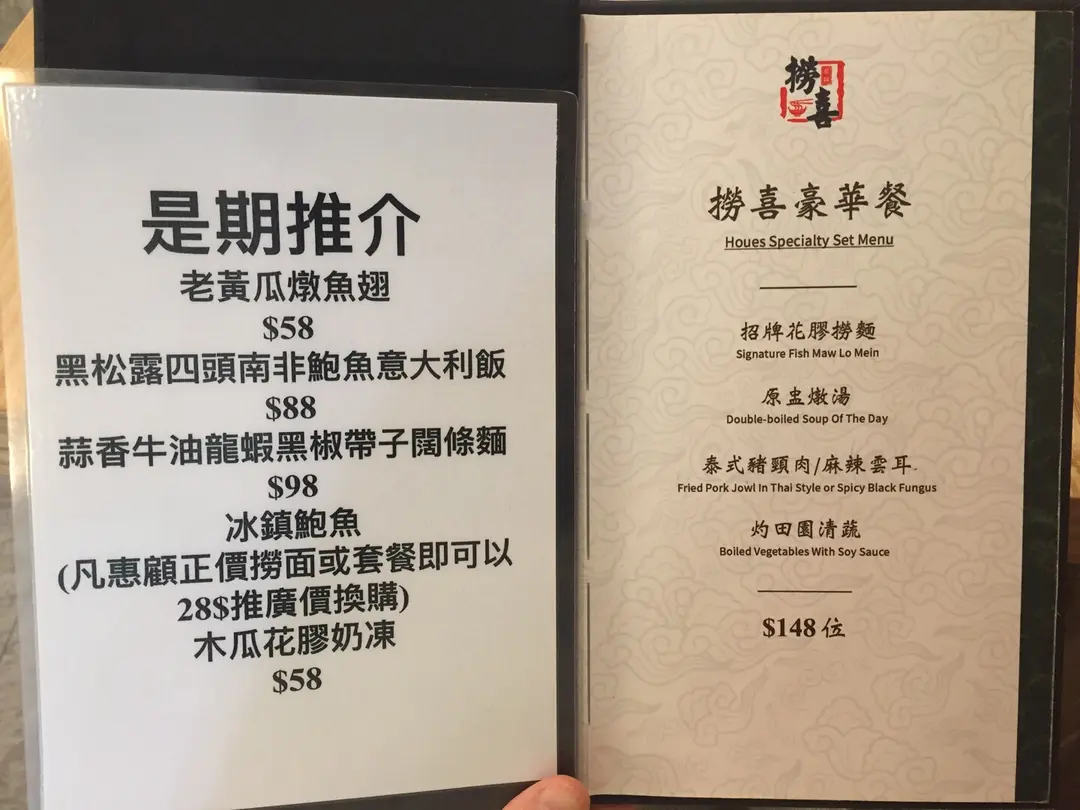 是期推介
老黃瓜燉魚翅
$58
黑松露四頭南非鮑魚意大利飯
$88
蒜香牛油龍蝦黑椒帶子闊條麵
$98
冰鎮鮑魚
(凡惠顧正價撈面或套餐即可以
28$推廣價換購)
木瓜花膠奶凍
$58
撈喜
撈喜豪華餐
Houes Specialty Set Menu
招牌花膠撈麵
Signature Fish Maw Lo Mein
原盅燉湯
Double-boiled Soup Of The Day
泰式豬頸肉/麻辣雲耳
Fried Pork Jowl In Thai Style or Spicy Black Fungus
灼田園清蔬
Boiled Vegetables With Soy Sauce
$148 位